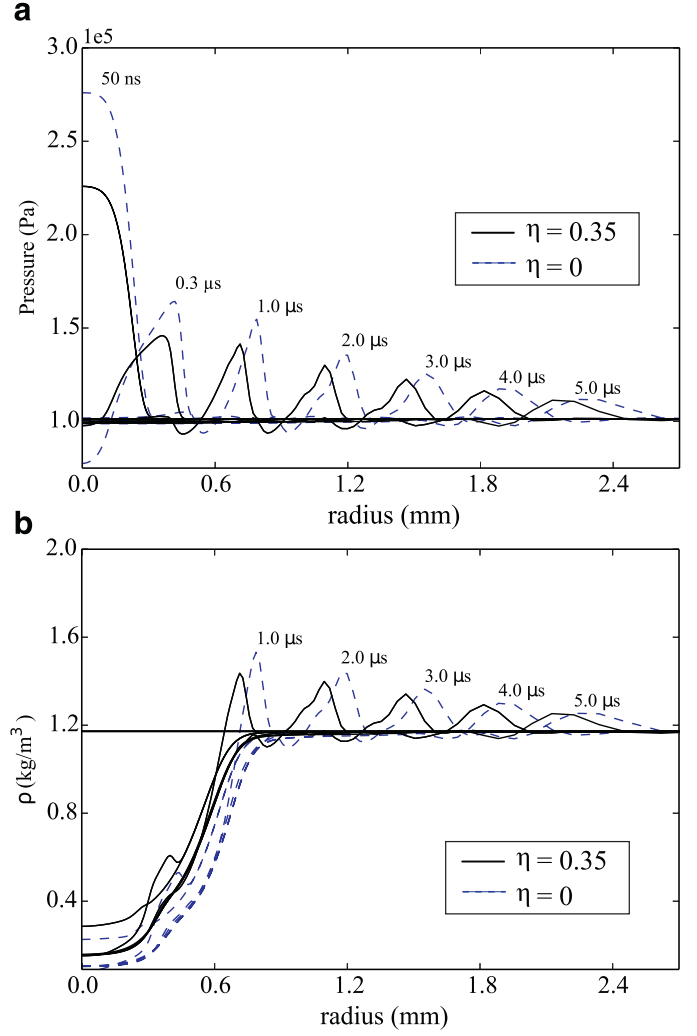 a
1e5
3.0
50 ns
2.5
η = 0.35
η = 0
2.0
Pressure (Pa)
0.3 µs
1.0 µs
1.5
2.0 µs
3.0 µs
4.0 µs
5.0 µs
1.0
0.0 0.6 1.2 1.8 2.4
radius (mm)
b
2.0
1.6
1.0 µs
2.0 µs
3.0 µs
4.0 µs
5.0 µs
1.2
ρ (kg/m³)
0.8
η = 0.35
η = 0
0.4
0.0 0.6 1.2 1.8 2.4
radius (mm)